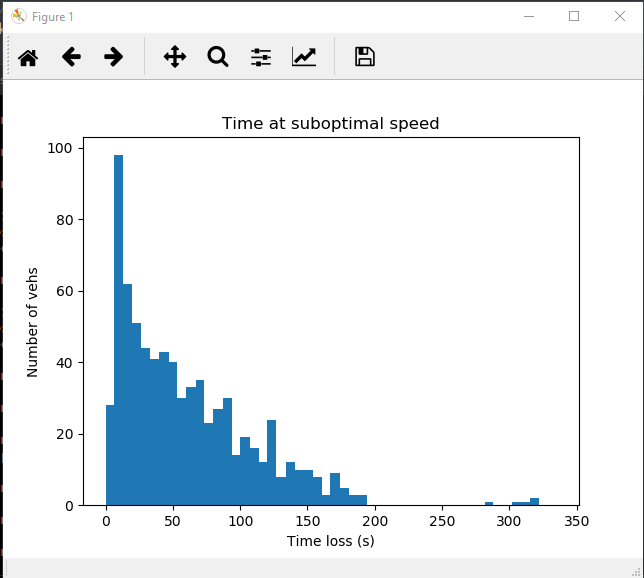 Figure 1
Time at suboptimal speed
100
80
60
40
20
0
Number of vehs
0 50 100 150 200 250 300 350
Time loss (s)